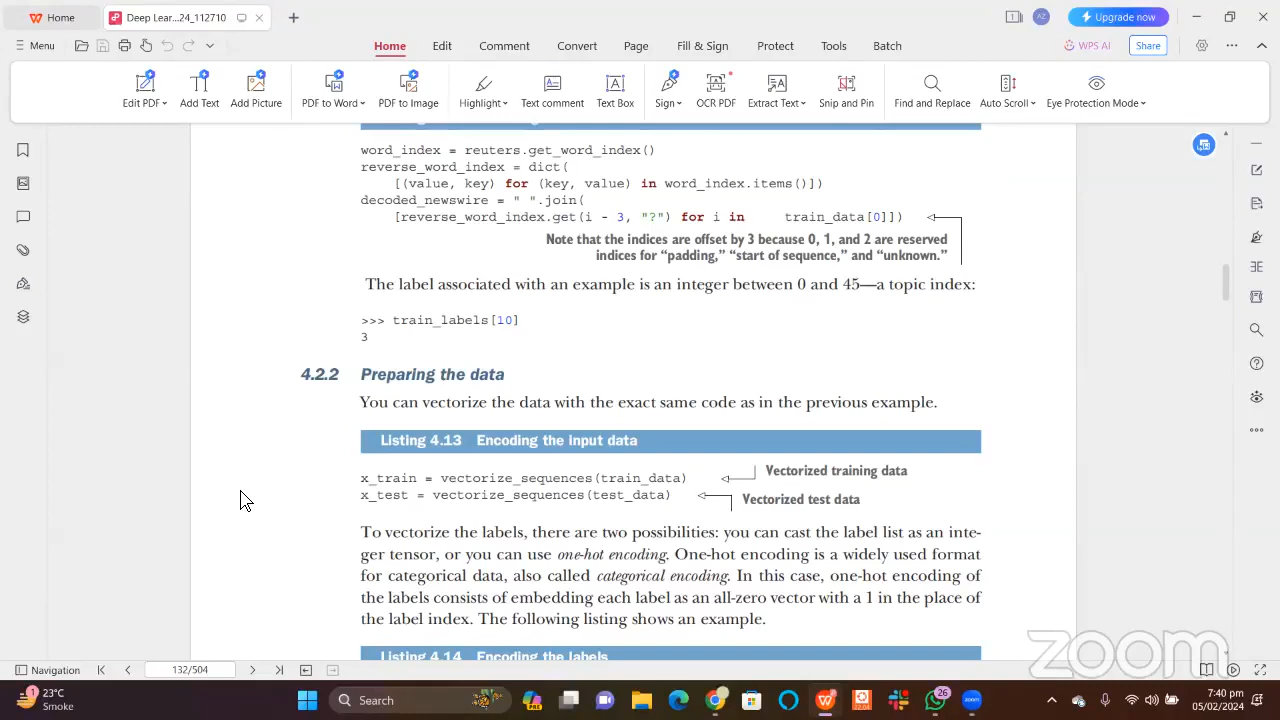 Home
Deep Lear...24_112710
1
AZ
Upgrade now
Menu
Home
Edit
Comment
Convert
Page
Fill & Sign
Protect
Tools
Batch
WPS AI
Share
Edit PDF
Add Text
Add Picture
PDF to Word
PDF to Image
Highlight
Text comment
Text Box
Sign
OCR PDF
Extract Text
Snip and Pin
Find and Replace
Auto Scroll
Eye Protection Mode
word_index = reuters.get_word_index()
reverse_word_index = dict(
[(value, key) for (key, value) in word_index.items()])
decoded_newswire = " ".join(
[reverse_word_index.get(i - 3, "?") for i in train_data[0]])
Note that the indices are offset by 3 because 0, 1, and 2 are reserved
indices for “padding,” “start of sequence,” and “unknown.”
The label associated with an example is an integer between 0 and 45—a topic index:
>>> train_labels[10]
3
4.2.2 Preparing the data
You can vectorize the data with the exact same code as in the previous example.
Listing 4.13 Encoding the input data
x_train = vectorize_sequences(train_data)
Vectorized training data
x_test = vectorize_sequences(test_data)
Vectorized test data
To vectorize the labels, there are two possibilities: you can cast the label list as an inte-
ger tensor, or you can use one-hot encoding. One-hot encoding is a widely used format
for categorical data, also called categorical encoding. In this case, one-hot encoding of
the labels consists of embedding each label as an all-zero vector with a 1 in the place of
the label index. The following listing shows an example.
Listing 4.14 Encoding the labels
zoom
Navigation
132/504
23°C
Smoke
Search
26
7:40 pm
05/02/2024